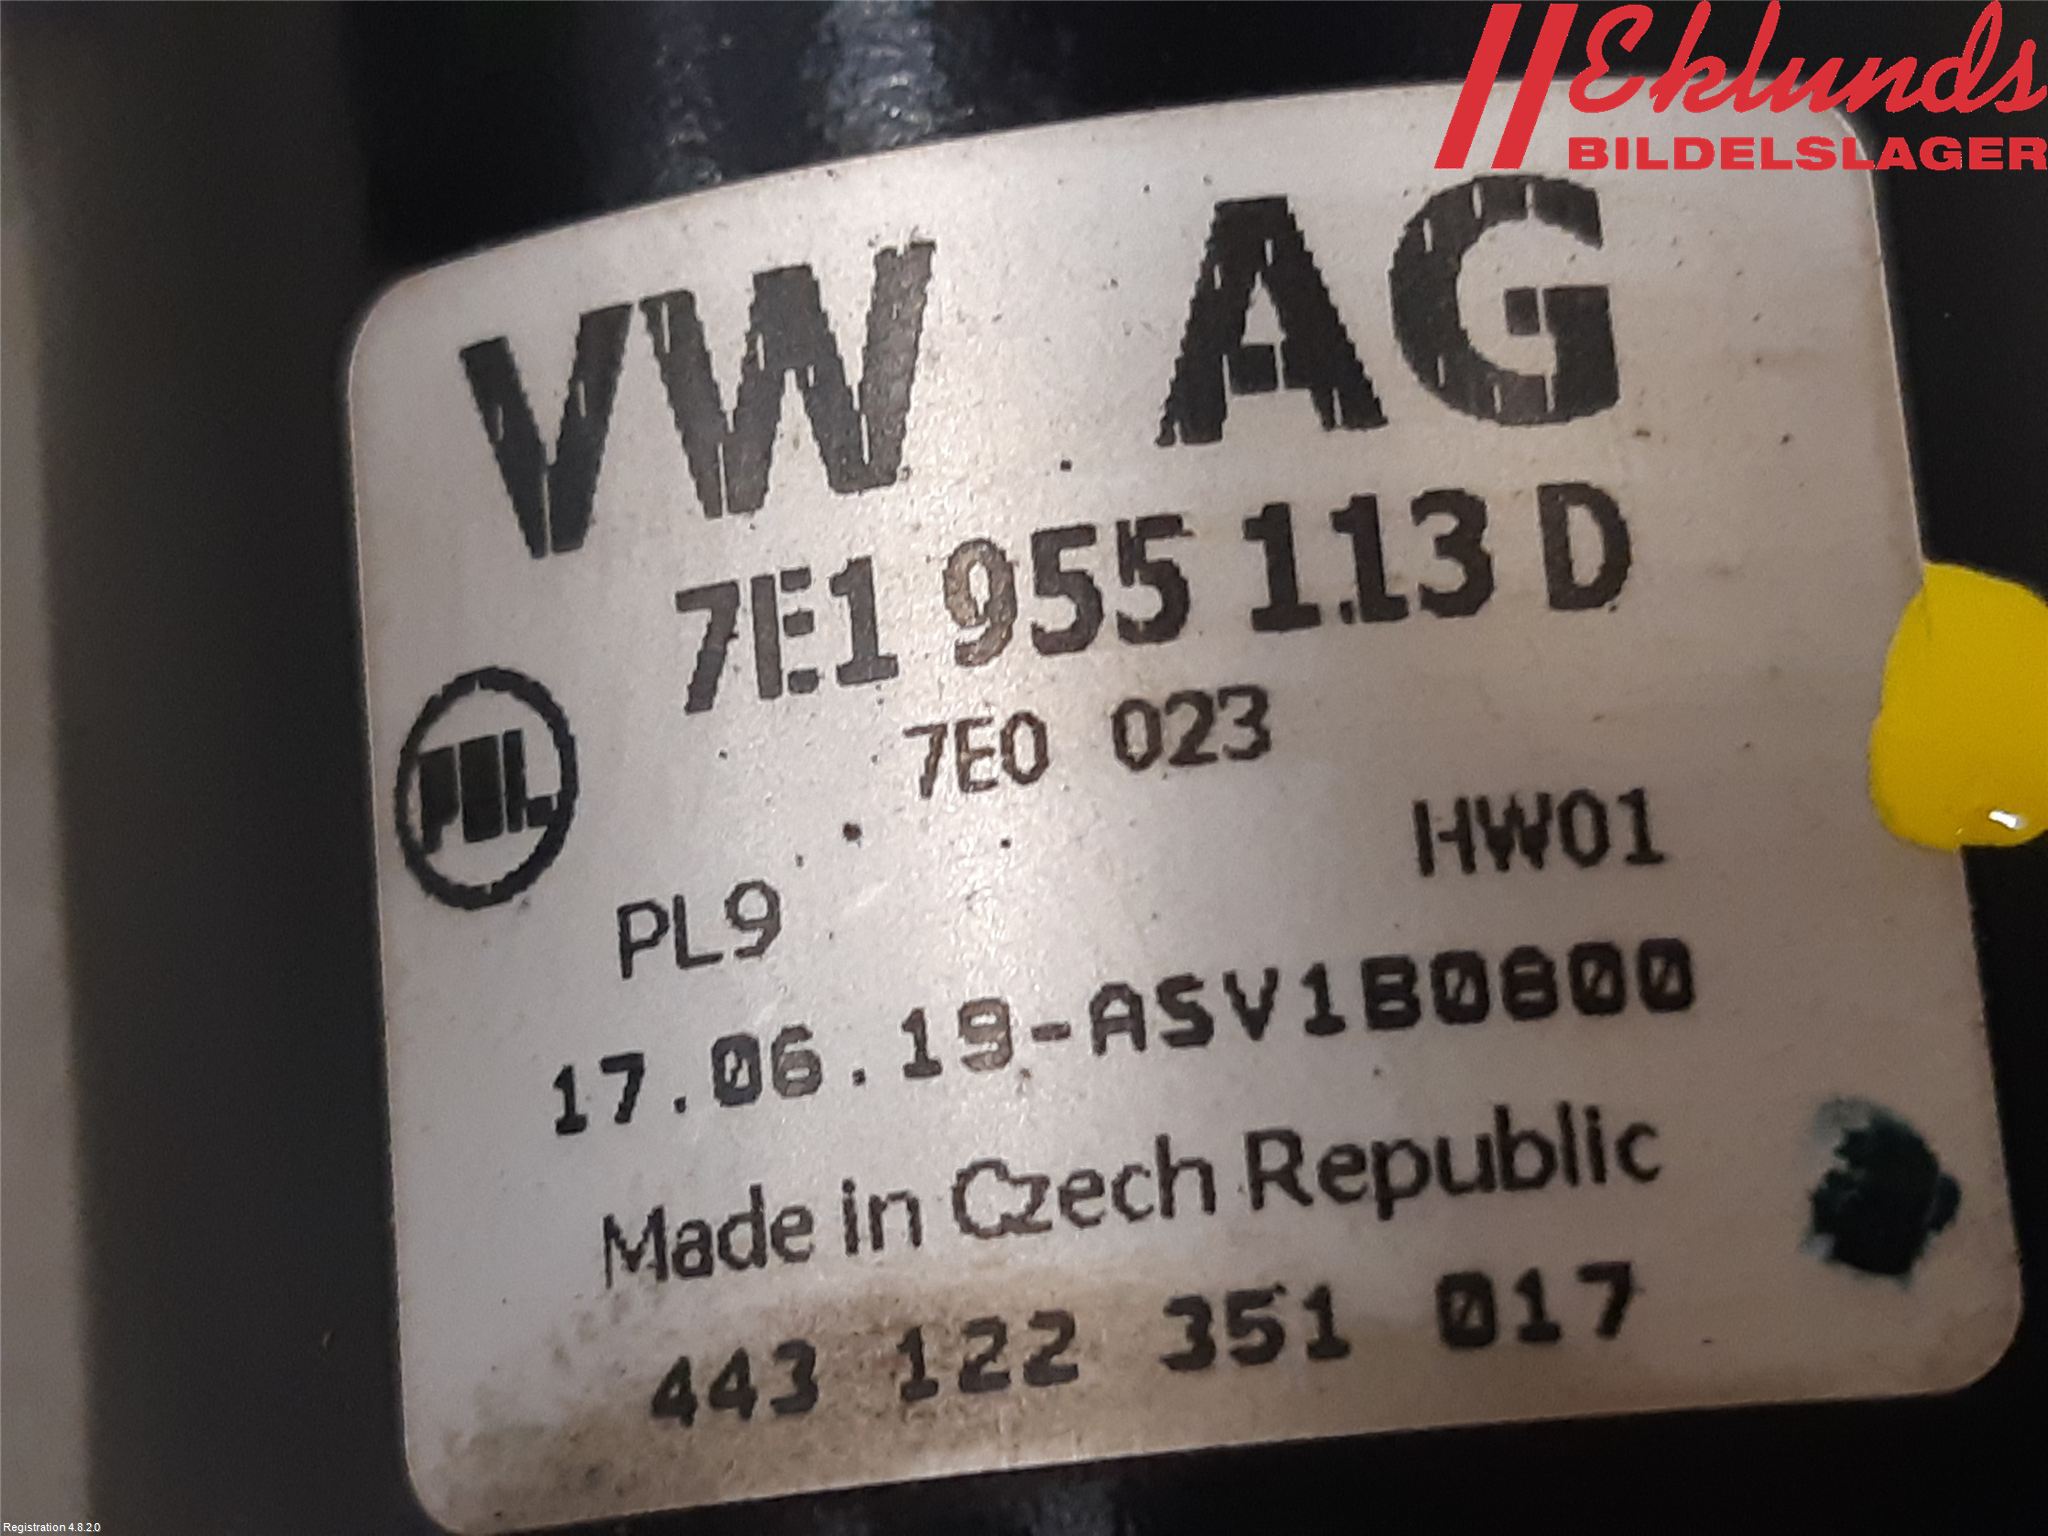 Eklunds
BILDELSLAGER
VW AG
7E1 955 113 D
7E0 023
PAL
HW01
PL9
17.06.19-ASV1B0800
Made in Czech Republic
443 122 351 017
Registration 4.8.2.0